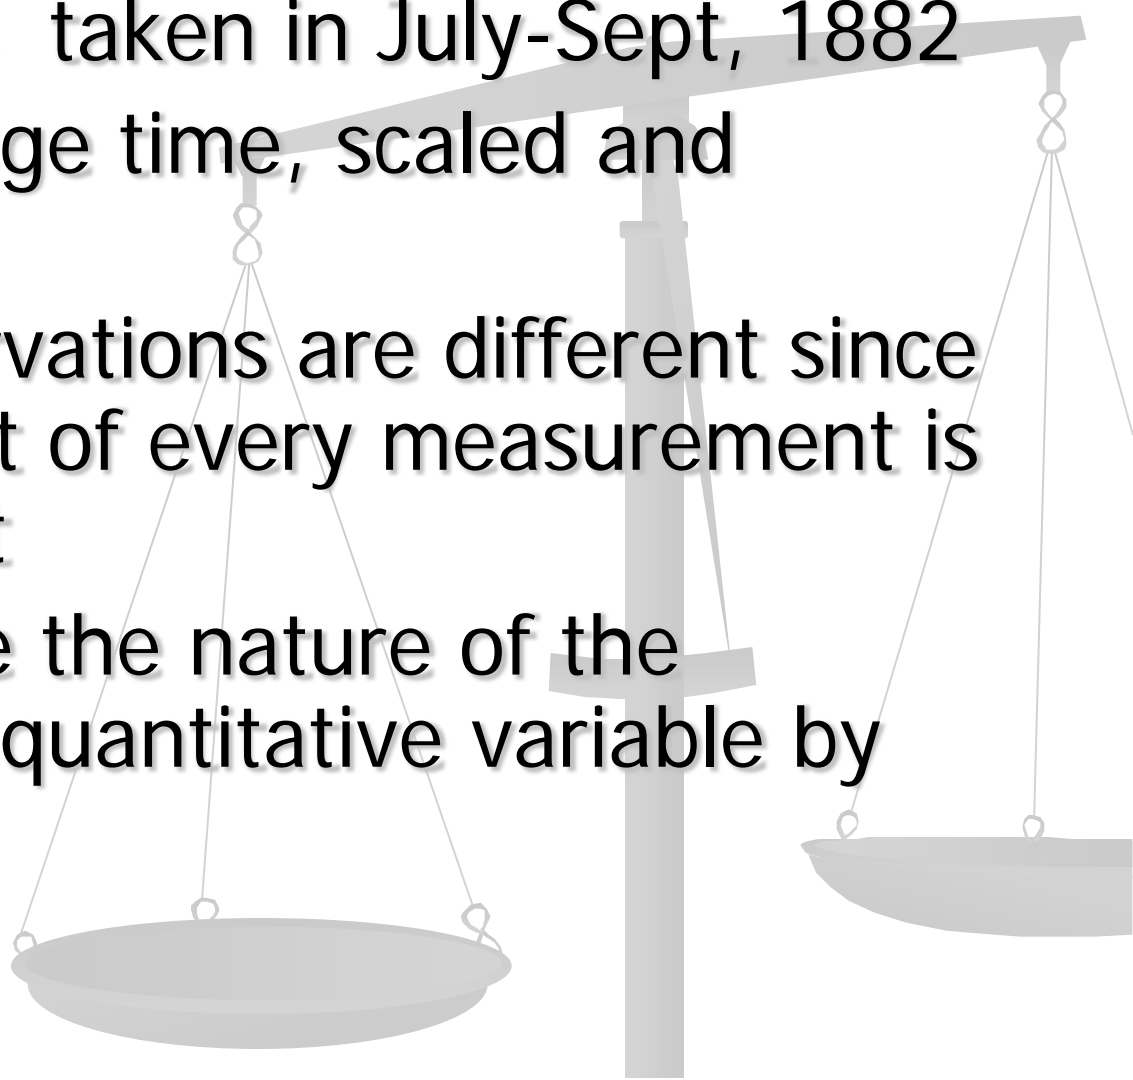 taken in July-Sept, 1882
ge time, scaled and
vations are different since
t of every measurement is
t
e the nature of the
quantitative variable by